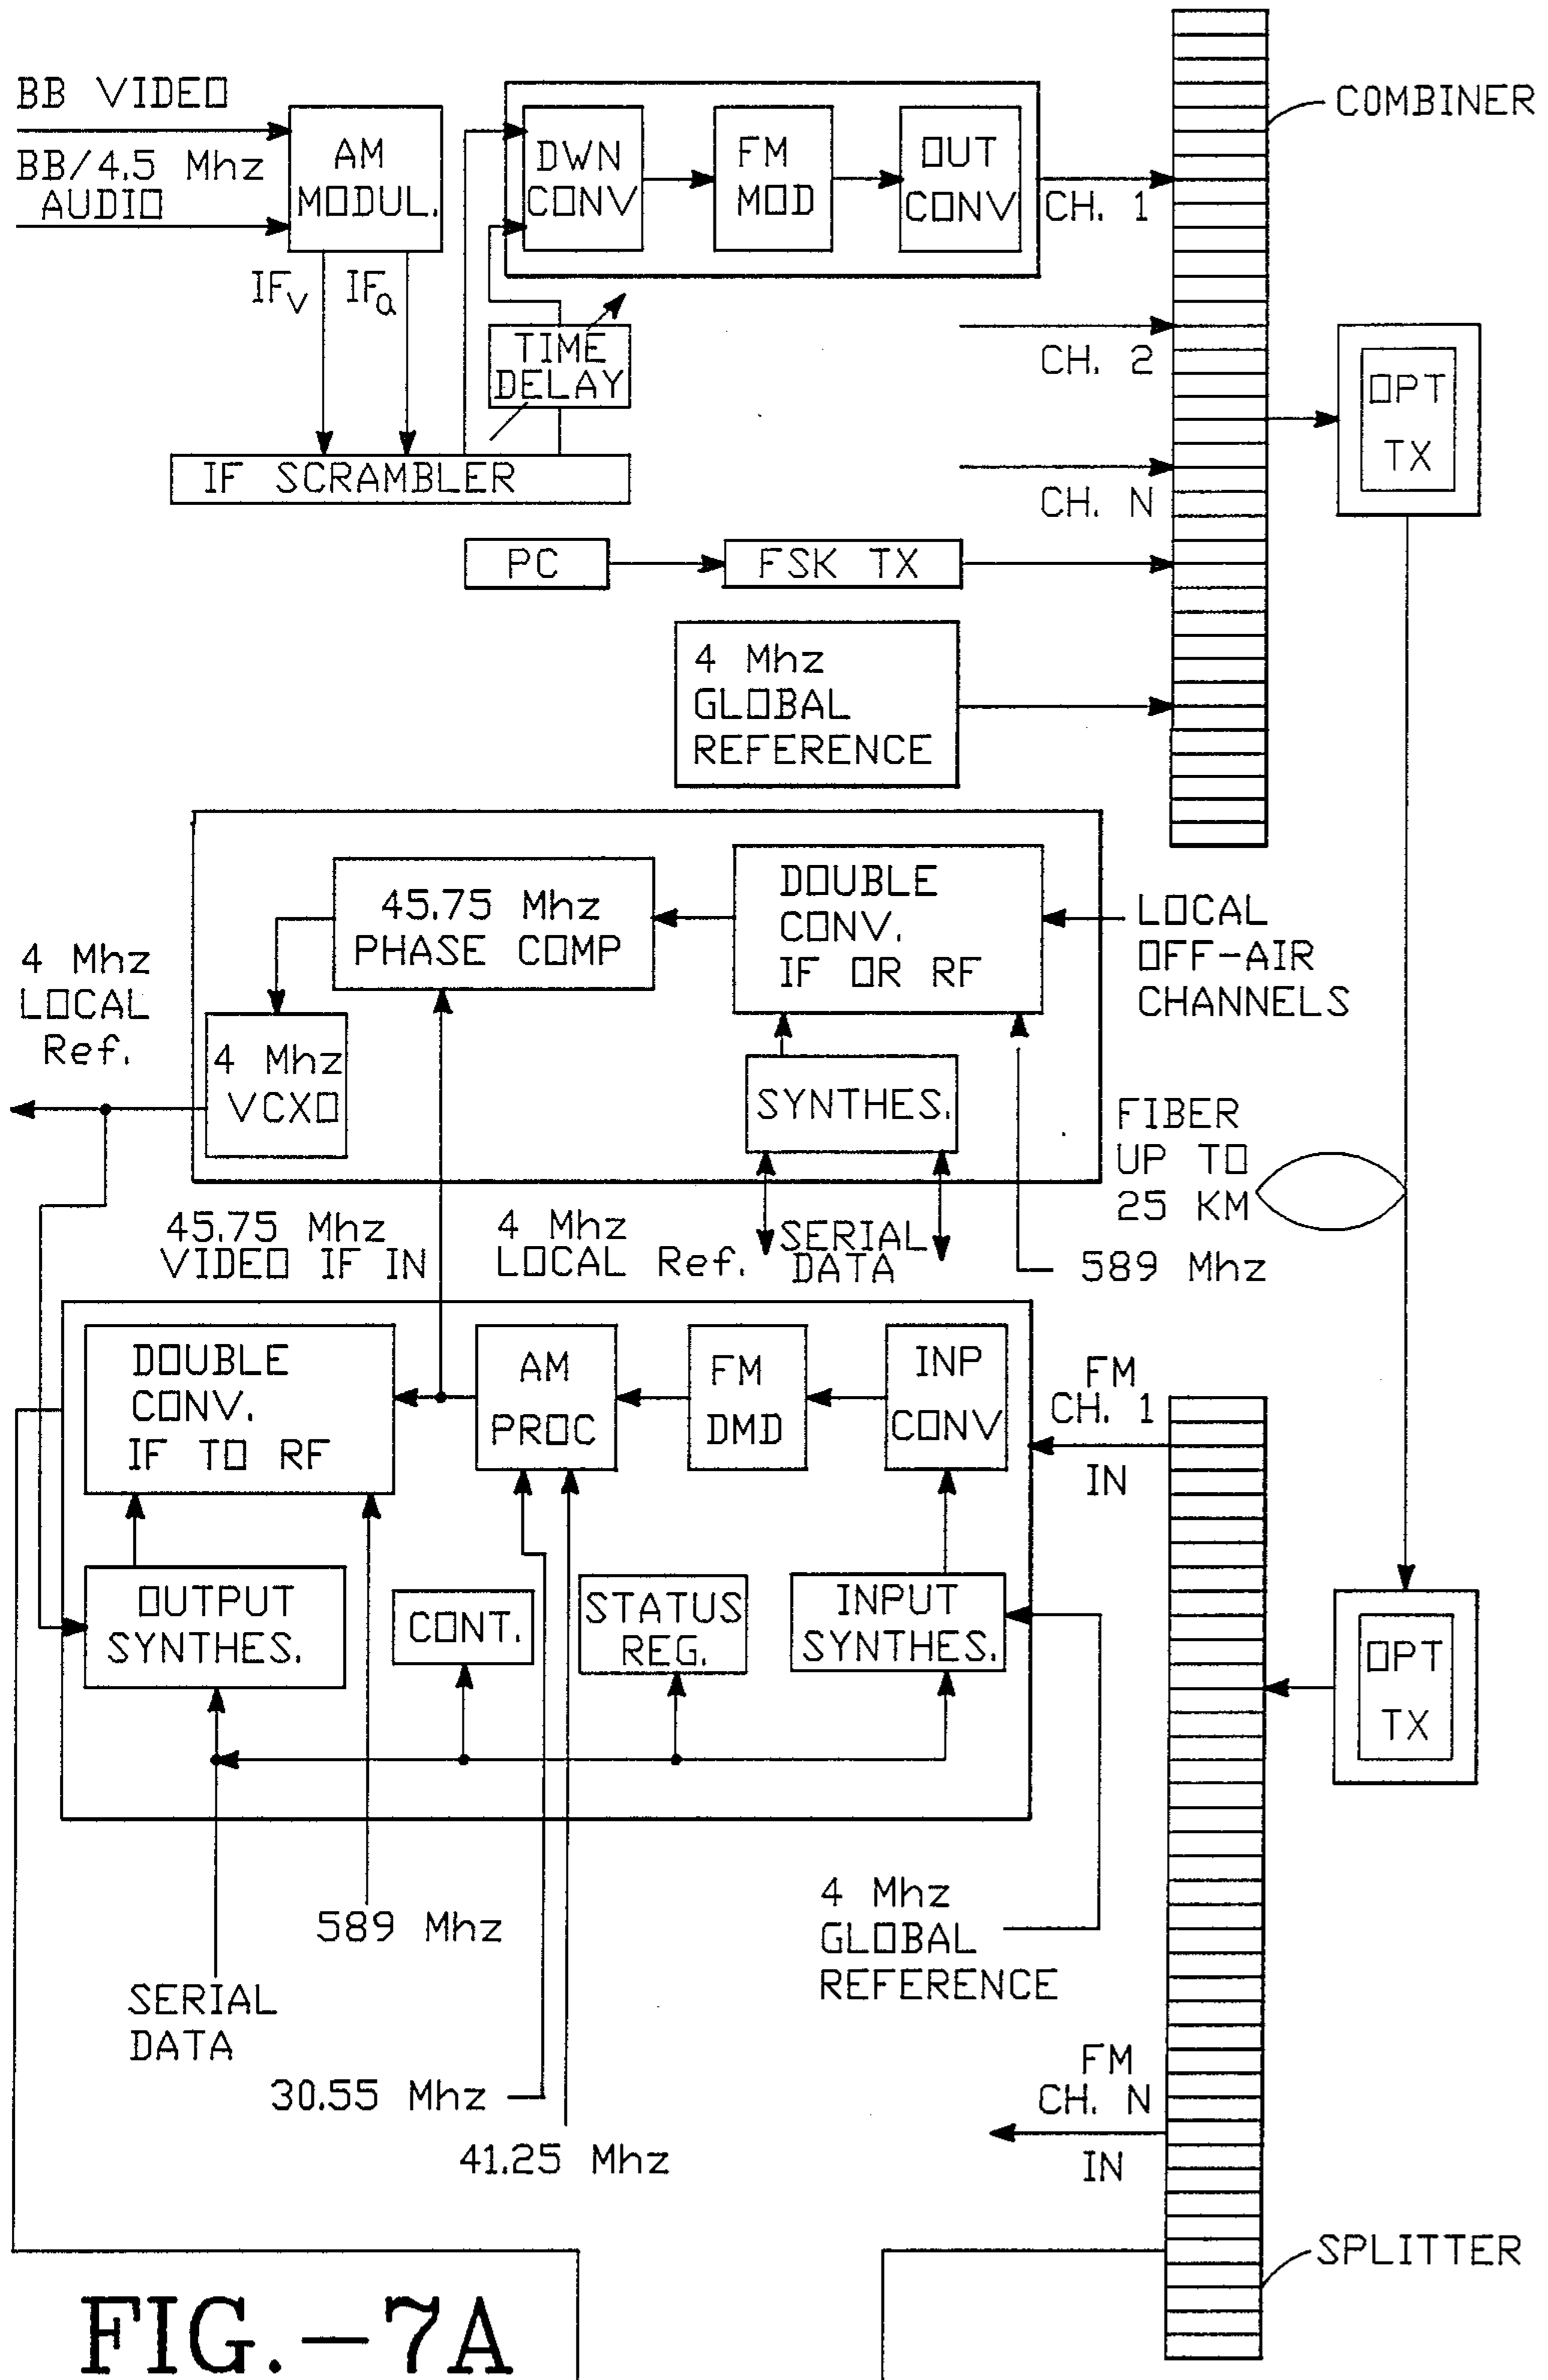 BB VIDEO
BB/4.5 Mhz
AUDIO
AM
MODUL.
IFv IFa
DWN
CONV
FM
MOD
OUT
CONV
CH. 1
COMBINER
TIME
DELAY
CH. 2
OPT
TX
IF SCRAMBLER
CH. N
PC
FSK TX
4 Mhz
GLOBAL
REFERENCE
45.75 Mhz
PHASE COMP
DOUBLE
CONV.
IF OR RF
LOCAL
OFF-AIR
CHANNELS
4 Mhz
LOCAL
Ref.
4 Mhz
VCXO
SYNTHES.
FIBER
UP TO
25 KM
45.75 Mhz
VIDEO IF IN
4 Mhz
LOCAL Ref.
SERIAL
DATA
589 Mhz
DOUBLE
CONV.
IF TO RF
AM
PROC
FM
DMD
INP
CONV
FM
CH. 1
IN
OUTPUT
SYNTHES.
CONT.
STATUS
REG.
INPUT
SYNTHES.
OPT
TX
589 Mhz
4 Mhz
GLOBAL
REFERENCE
SERIAL
DATA
30.55 Mhz
41.25 Mhz
FM
CH. N
IN
SPLITTER
FIG.-7A